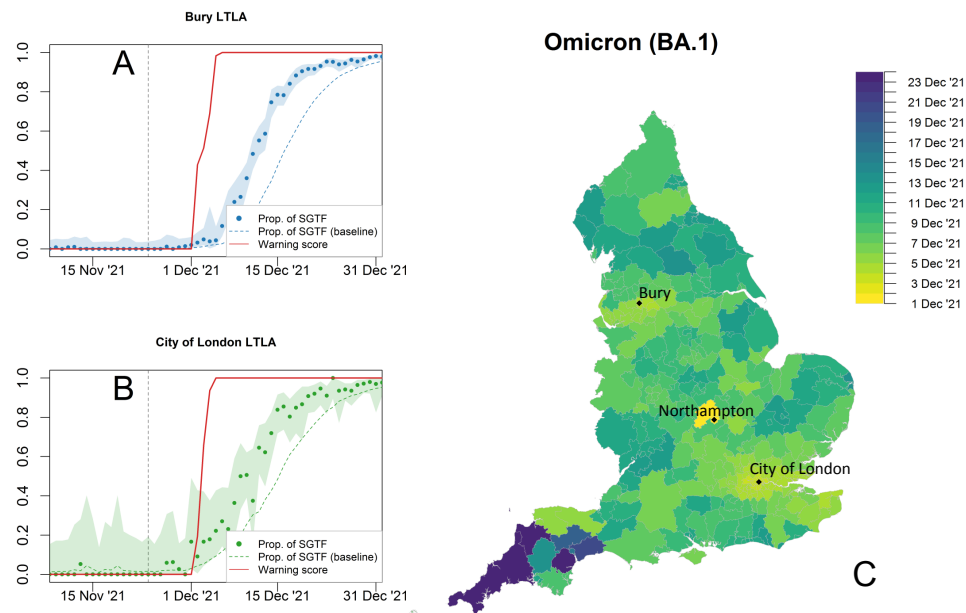 Bury LTLA
A
1.0
0.8
0.6
0.4
0.2
0.0
Prop. of SGTF
Prop. of SGTF (baseline)
Warning score
15 Nov '21
1 Dec '21
15 Dec '21
31 Dec '21
City of London LTLA
B
1.0
0.8
0.6
0.4
0.2
0.0
Prop. of SGTF
Prop. of SGTF (baseline)
Warning score
15 Nov '21
1 Dec '21
15 Dec '21
31 Dec '21
Omicron (BA.1)
23 Dec '21
21 Dec '21
19 Dec '21
17 Dec '21
15 Dec '21
13 Dec '21
11 Dec '21
9 Dec '21
7 Dec '21
5 Dec '21
3 Dec '21
1 Dec '21
Bury
Northampton
City of London
C